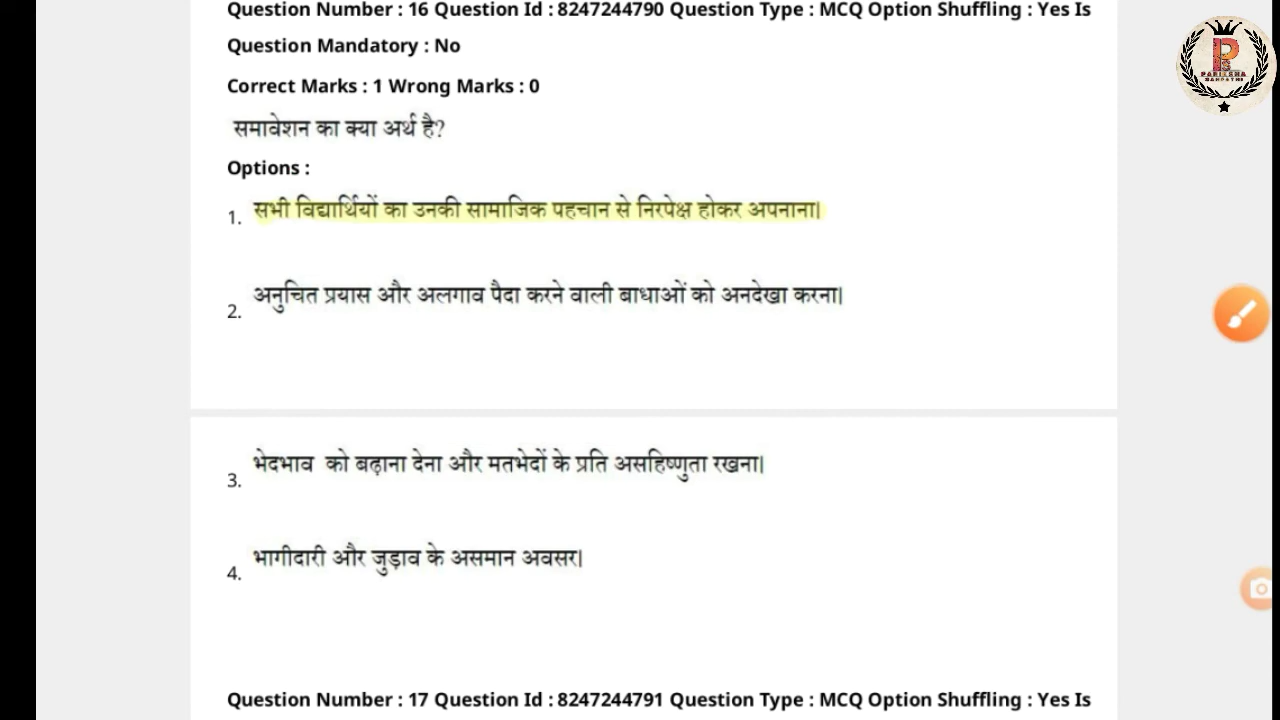 Question Number : 16 Question Id : 8247244790 Question Type : MCQ Option Shuffling : Yes Is
Question Mandatory : No
Correct Marks : 1 Wrong Marks : 0
समावेशन का क्या अर्थ है?
Options :
1. सभी विद्यार्थियों का उनकी सामाजिक पहचान से निरपेक्ष होकर अपनाना।
2. अनुचित प्रयास और अलगाव पैदा करने वाली बाधाओं को अनदेखा करना।
3. भेदभाव को बढ़ाना देना और मतभेदों के प्रति असहिष्णुता रखना।
4. भागीदारी और जुड़ाव के असमान अवसर।
Question Number : 17 Question Id : 8247244791 Question Type : MCQ Option Shuffling : Yes Is